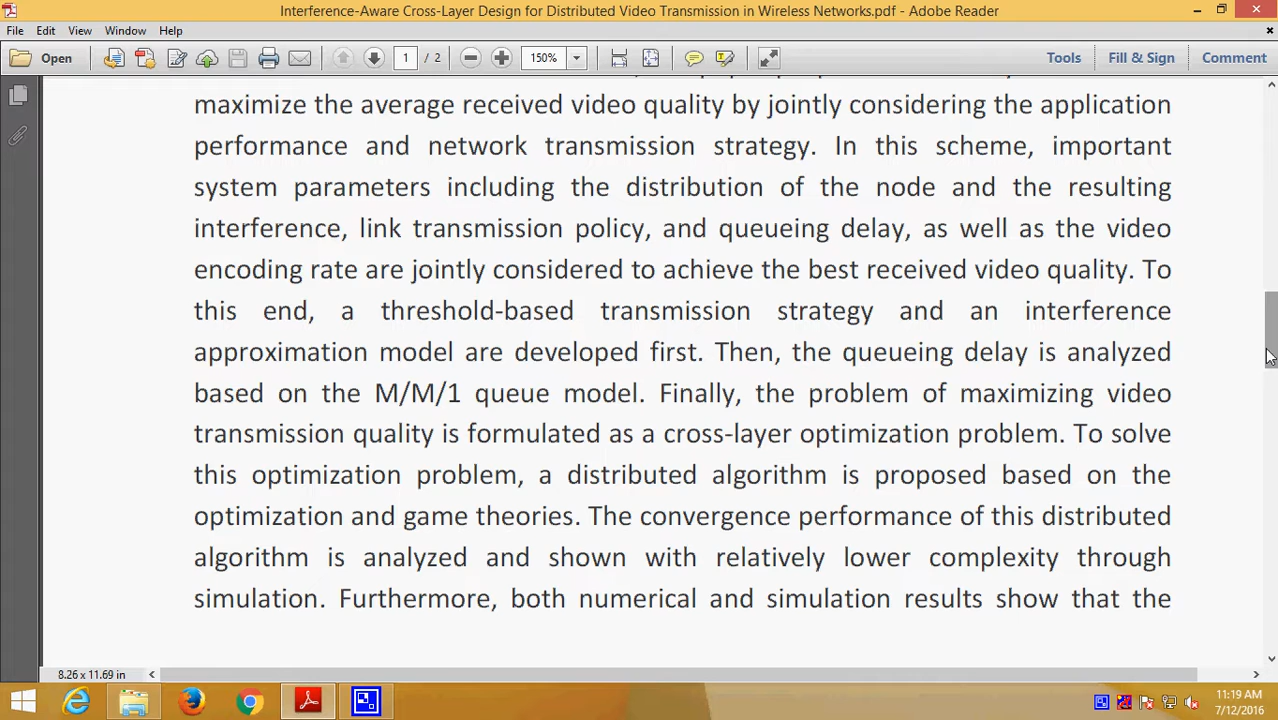 Interference-Aware Cross-Layer Design for Distributed Video Transmission in Wireless Networks.pdf - Adobe Reader
File Edit View Window Help
Open 1 / 2 150% Tools Fill & Sign Comment
maximize the average received video quality by jointly considering the application
performance and network transmission strategy. In this scheme, important
system parameters including the distribution of the node and the resulting
interference, link transmission policy, and queueing delay, as well as the video
encoding rate are jointly considered to achieve the best received video quality. To
this end, a threshold-based transmission strategy and an interference
approximation model are developed first. Then, the queueing delay is analyzed
based on the M/M/1 queue model. Finally, the problem of maximizing video
transmission quality is formulated as a cross-layer optimization problem. To solve
this optimization problem, a distributed algorithm is proposed based on the
optimization and game theories. The convergence performance of this distributed
algorithm is analyzed and shown with relatively lower complexity through
simulation. Furthermore, both numerical and simulation results show that the
8.26 x 11.69 in
11:19 AM
7/12/2016